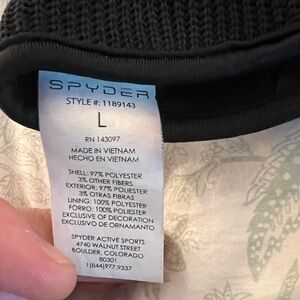 SPYDER
STYLE #: 1189143
L
RN 143097
MADE IN VIETNAM
HECHO EN VIETNAM
SHELL: 97% POLYESTER
3% OTHER FIBERS
EXTERIOR: 97% POLIESTER
3% OTRAS FIBRAS
LINING: 100% POLYESTER
FORRO: 100% POLIESTER
EXCLUSIVE OF DECORATION
EXCLUSIVO DE ORNAMANTO
SPYDER ACTIVE SPORTS
4740 WALNUT STREET
BOULDER, COLORADO
80301
1(844)977.9337